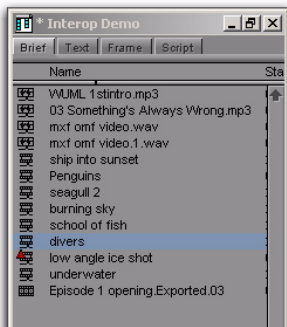 * Interop Demo
Brief Text Frame Script
Name Sta
WUML 1stintro.mp3
03 Something's Always Wrong.mp3
mxf omf video.wav
mxf omf video.1.wav
ship into sunset
Penguins
seagull 2
burning sky
school of fish
divers
low angle ice shot
underwater
Episode 1 opening.Exported.03